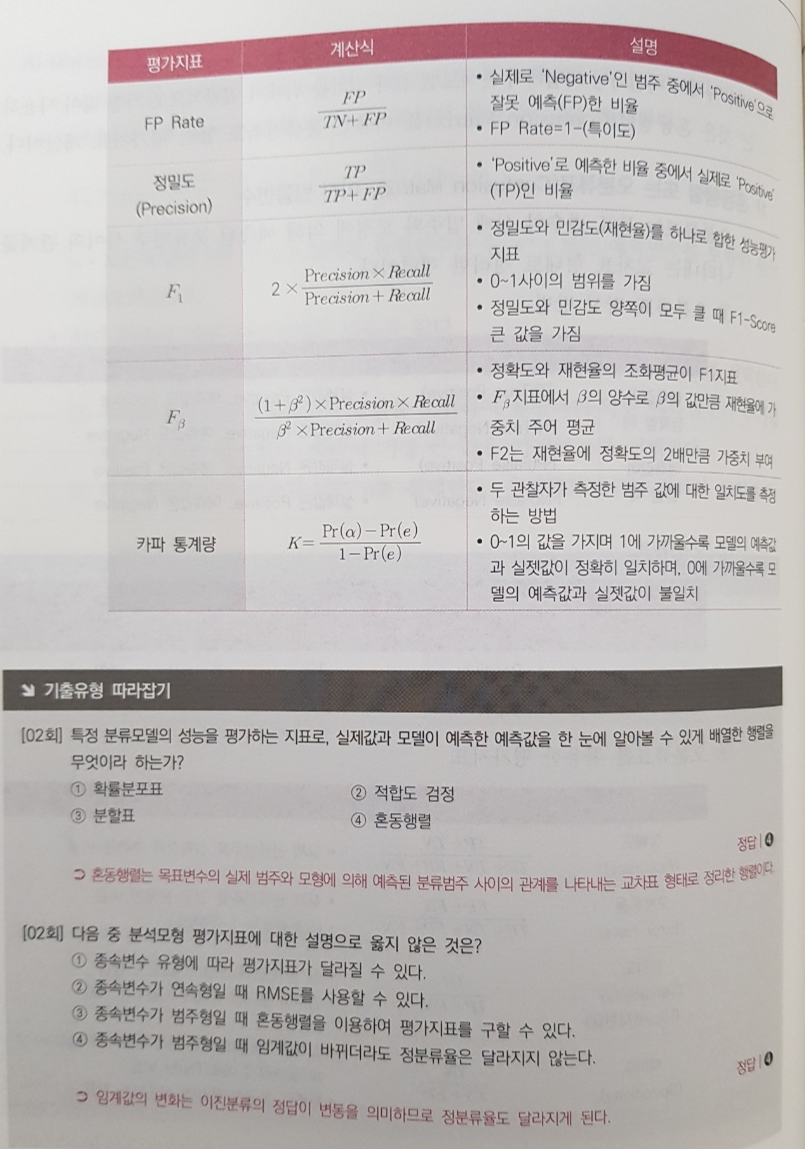 평가지표 계산식 설명
FP Rate
FP
TN+FP
• 실제로 'Negative'인 범주 중에서 'Positive'으로
잘못 예측(FP)한 비율
• FP Rate=1-(특이도)
정밀도
(Precision)
TP
TP+FP
• 'Positive'로 예측한 비율 중에서 실제로 'Positive'
(TP)인 비율
F₁
2 × Precision × Recall
Precision + Recall
• 정밀도와 민감도(재현율)를 하나로 합한 성능평가
지표
• 0~1사이의 범위를 가짐
• 정밀도와 민감도 양쪽이 모두 클 때 F1-Score
큰 값을 가짐
Fᵦ
(1+β²)×Precision×Recall
β²×Precision+Recall
• 정확도와 재현율의 조화평균이 F1지표
• Fᵦ지표에서 β의 양수로 β의 값만큼 재현율에 가
중치 주어 평균
• F2는 재현율에 정확도의 2배만큼 가중치 부여
카파 통계량
K= Pr(α)-Pr(e)
1-Pr(e)
• 두 관찰자가 측정한 범주 값에 대한 일치도를 측정
하는 방법
• 0~1의 값을 가지며 1에 가까울수록 모델의 예측값
과 실젯값이 정확히 일치하며, 0에 가까울수록 모
델의 예측값과 실젯값이 불일치
기출유형 따라잡기
[02회] 특정 분류모델의 성능을 평가하는 지표로, 실제값과 모델이 예측한 예측값을 한 눈에 알아볼 수 있게 배열한 행렬을
무엇이라 하는가?
① 확률분포표 ② 적합도 검정
③ 분할표 ④ 혼동행렬
정답 | ❹
➲ 혼동행렬는 목표변수의 실제 범주와 모형에 의해 예측된 분류범주 사이의 관계를 나타내는 교차표 형태로 정리한 행렬이다.
[02회] 다음 중 분석모형 평가지표에 대한 설명으로 옳지 않은 것은?
① 종속변수 유형에 따라 평가지표가 달라질 수 있다.
② 종속변수가 연속형일 때 RMSE를 사용할 수 있다.
③ 종속변수가 범주형일 때 혼동행렬을 이용하여 평가지표를 구할 수 있다.
④ 종속변수가 범주형일 때 임계값이 바뀌더라도 정분류율은 달라지지 않는다.
정답 | ❹
➲ 임계값의 변화는 이진분류의 정답이 변동을 의미하므로 정분류율도 달라지게 된다.